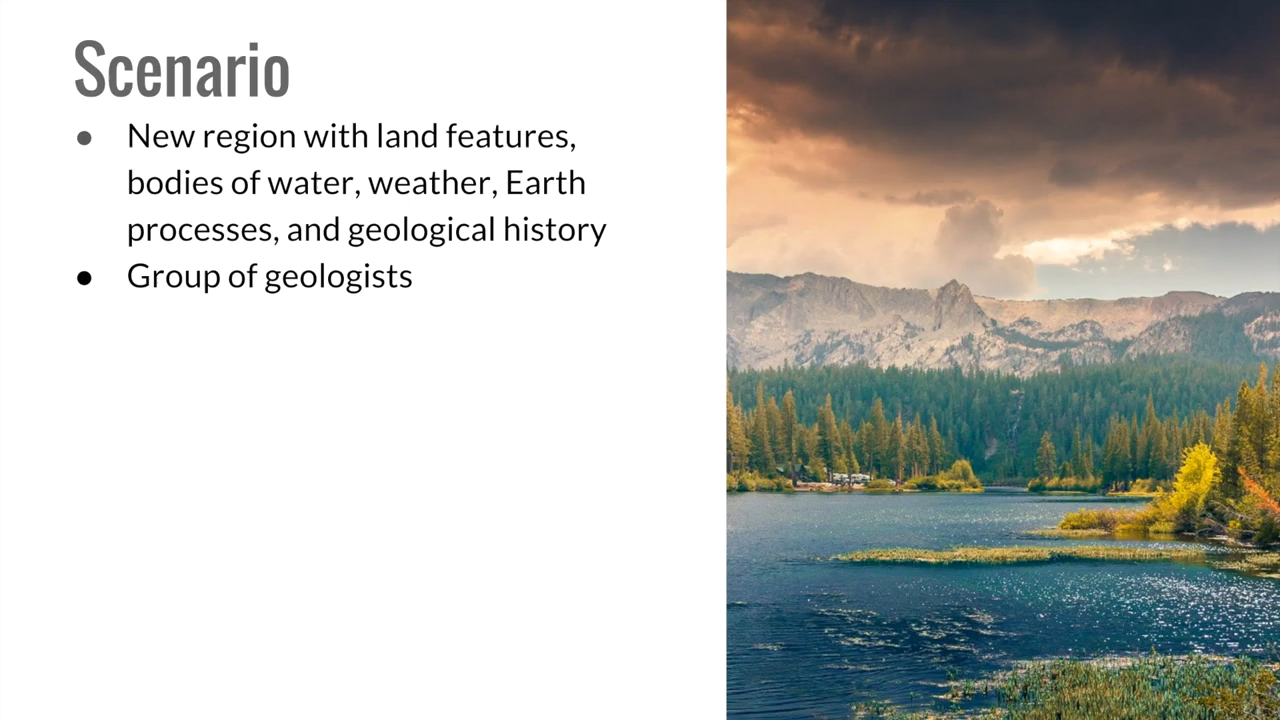 Scenario
● New region with land features,
bodies of water, weather, Earth
processes, and geological history
● Group of geologists